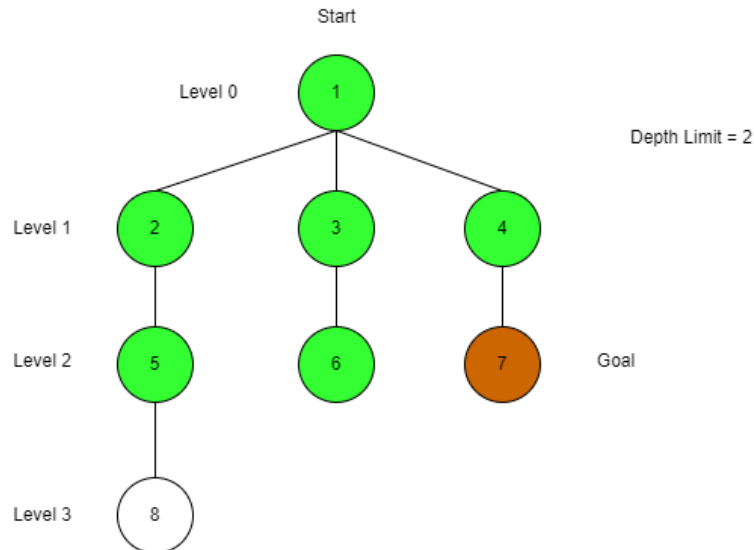 Start
Level 0
1
Depth Limit = 2
Level 1
2
3
4
Level 2
5
6
7
Goal
Level 3
8